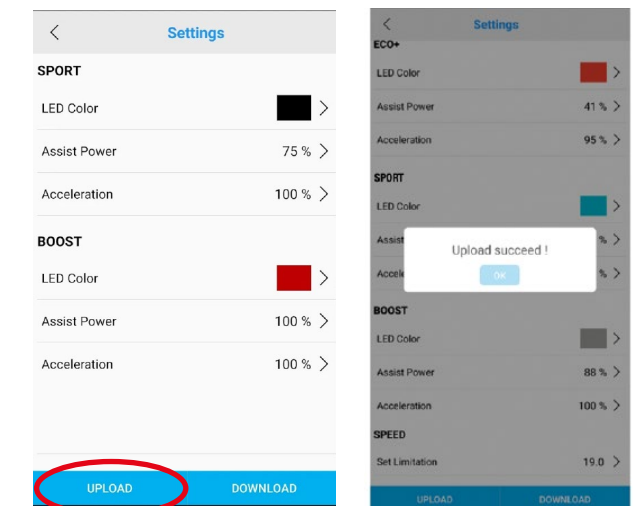 Settings
SPORT
LED Color
Assist Power 75 %
Acceleration 100 %
BOOST
LED Color
Assist Power 100 %
Acceleration 100 %
UPLOAD DOWNLOAD
Settings
ECO+
LED Color
Assist Power 41 %
Acceleration 95 %
SPORT
LED Color
Assist %
Accele %
Upload succeed !
OK
BOOST
LED Color
Assist Power 88 %
Acceleration 100 %
SPEED
Set Limitation 19.0
UPLOAD DOWNLOAD